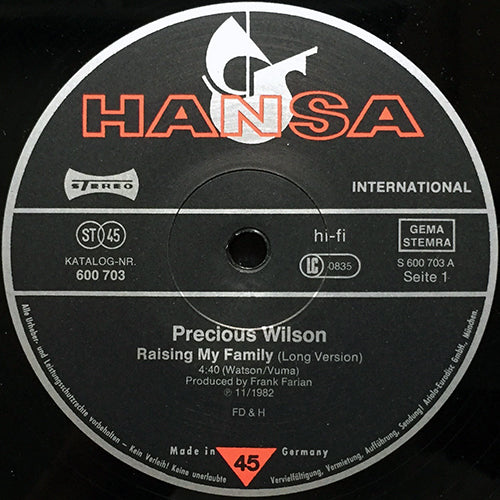 HANSA
STEREO
INTERNATIONAL
ST 45
hi-fi
GEMA
STEMRA
KATALOG-NR.
600 703
LC 0835
S 600 703 A
Seite 1
Precious Wilson
Raising My Family (Long Version)
4:40 (Watson/Vuma)
Produced by Frank Farian
℗ 11/1982
FD & H
Made in Germany
45
Alle Urheber- und Leistungsschutzrechte vorbehalten – Kein Verleih! Keine unerlaubte Vervielfältigung, Vermietung, Aufführung, Sendung! Ariola-Eurodisc GmbH., München.